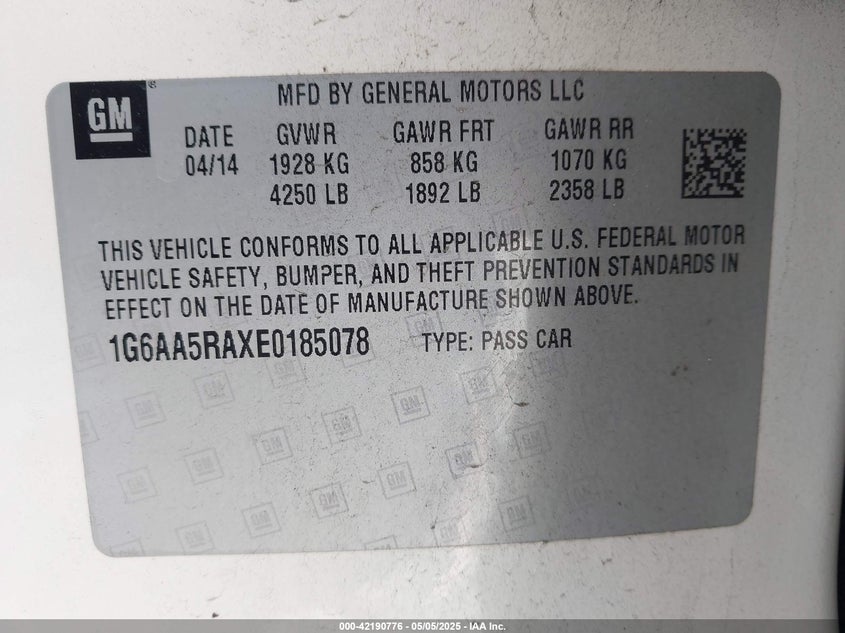 GM
MFD BY GENERAL MOTORS LLC
DATE GVWR GAWR FRT GAWR RR
04/14 1928 KG 858 KG 1070 KG
4250 LB 1892 LB 2358 LB
THIS VEHICLE CONFORMS TO ALL APPLICABLE U.S. FEDERAL MOTOR
VEHICLE SAFETY, BUMPER, AND THEFT PREVENTION STANDARDS IN
EFFECT ON THE DATE OF MANUFACTURE SHOWN ABOVE.
1G6AA5RAXE0185078 TYPE: PASS CAR
000-42190776 - 05/05/2025 - IAA Inc.